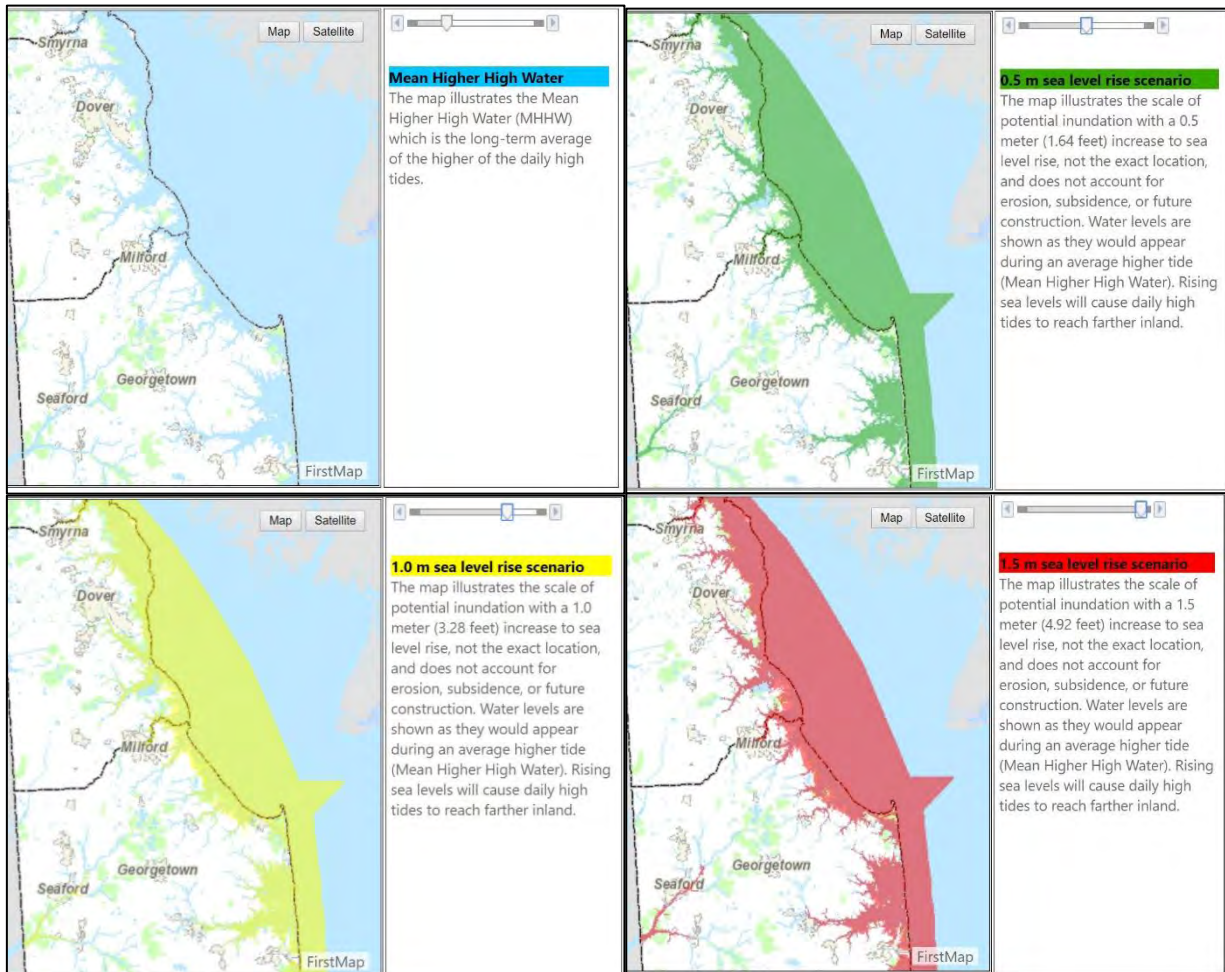 Map Satellite
Smyrna
Dover
Milford
Georgetown
Seaford
FirstMap
Mean Higher High Water
The map illustrates the Mean
Higher High Water (MHHW)
which is the long-term average
of the higher of the daily high
tides.
Map Satellite
Smyrna
Dover
Milford
Georgetown
Seaford
FirstMap
0.5 m sea level rise scenario
The map illustrates the scale of
potential inundation with a 0.5
meter (1.64 feet) increase to sea
level rise, not the exact location,
and does not account for
erosion, subsidence, or future
construction. Water levels are
shown as they would appear
during an average higher tide
(Mean Higher High Water). Rising
sea levels will cause daily high
tides to reach farther inland.
Map Satellite
Smyrna
Dover
Milford
Georgetown
Seaford
FirstMap
1.0 m sea level rise scenario
The map illustrates the scale of
potential inundation with a 1.0
meter (3.28 feet) increase to sea
level rise, not the exact location,
and does not account for
erosion, subsidence, or future
construction. Water levels are
shown as they would appear
during an average higher tide
(Mean Higher High Water). Rising
sea levels will cause daily high
tides to reach farther inland.
Map Satellite
Smyrna
Dover
Milford
Georgetown
Seaford
FirstMap
1.5 m sea level rise scenario
The map illustrates the scale of
potential inundation with a 1.5
meter (4.92 feet) increase to sea
level rise, not the exact location,
and does not account for
erosion, subsidence, or future
construction. Water levels are
shown as they would appear
during an average higher tide
(Mean Higher High Water). Rising
sea levels will cause daily high
tides to reach farther inland.